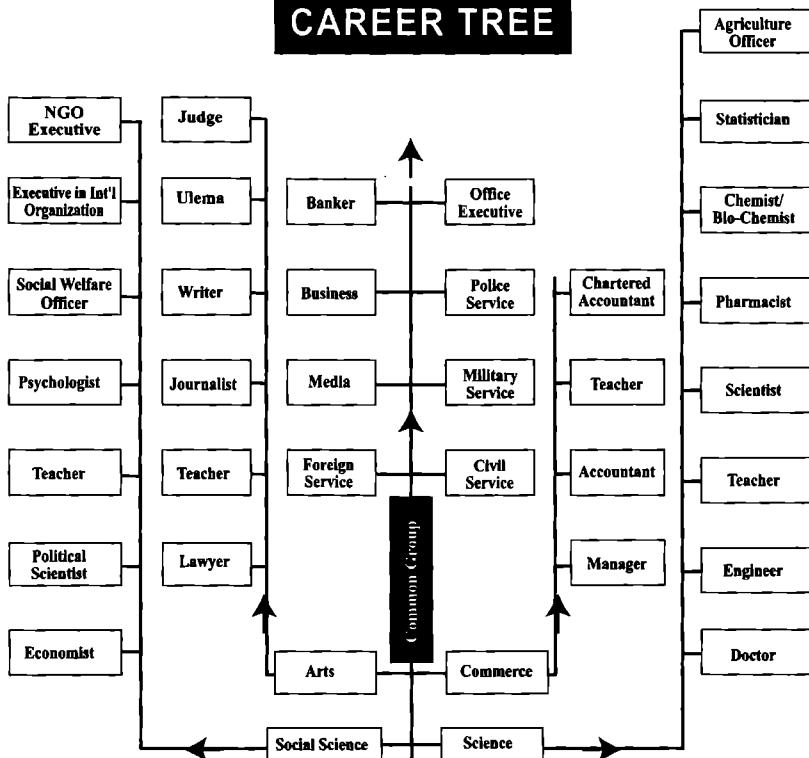 CAREER TREE
Agriculture
Officer
NGO
Executive
Judge
Statistician
Executive in Int'l
Organization
Ulema
Banker
Office
Executive
Chemist/
Bio-Chemist
Social Welfare
Officer
Writer
Business
Police
Service
Chartered
Accountant
Pharmacist
Psychologist
Journalist
Media
Military
Service
Teacher
Scientist
Teacher
Teacher
Foreign
Service
Civil
Service
Accountant
Teacher
Political
Scientist
Lawyer
Common Group
Manager
Engineer
Economist
Arts
Commerce
Doctor
Social Science
Science